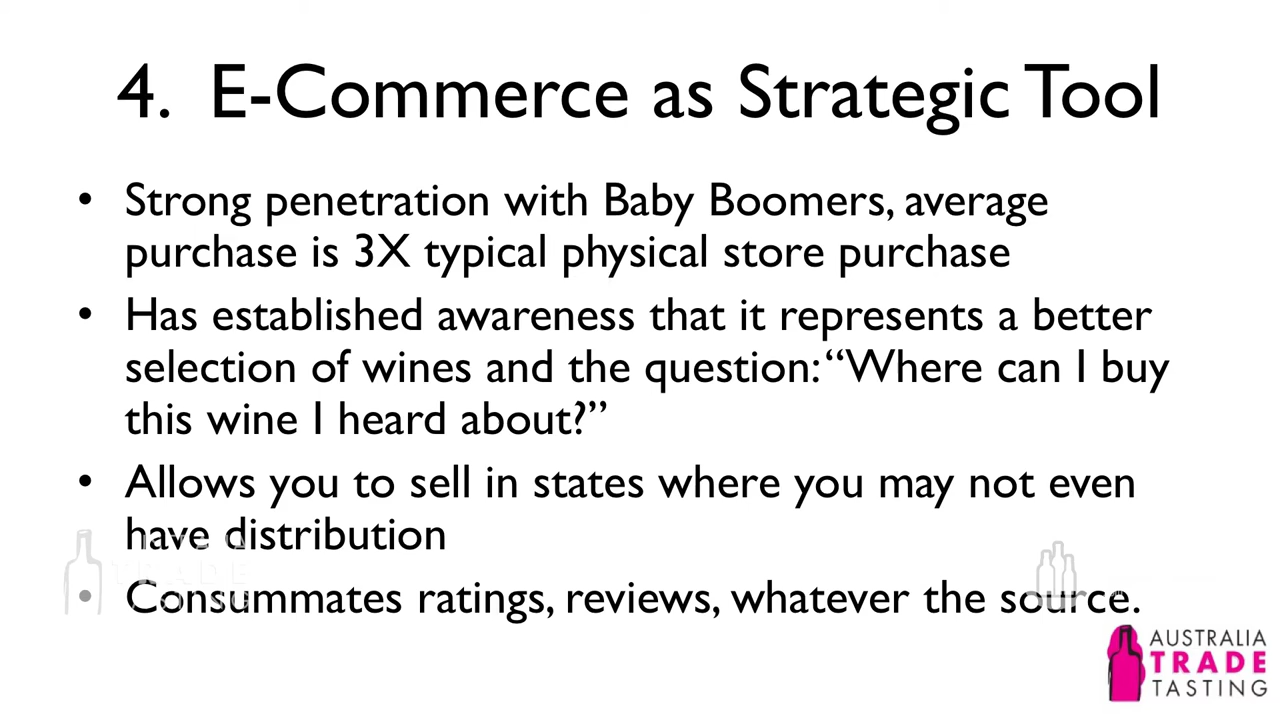 4. E-Commerce as Strategic Tool
• Strong penetration with Baby Boomers, average
purchase is 3X typical physical store purchase
• Has established awareness that it represents a better
selection of wines and the question: “Where can I buy
this wine I heard about?”
• Allows you to sell in states where you may not even
have distribution
• Consummates ratings, reviews, whatever the source.
TRADE
TASTING
AUSTRALIA
TRADE
TASTING